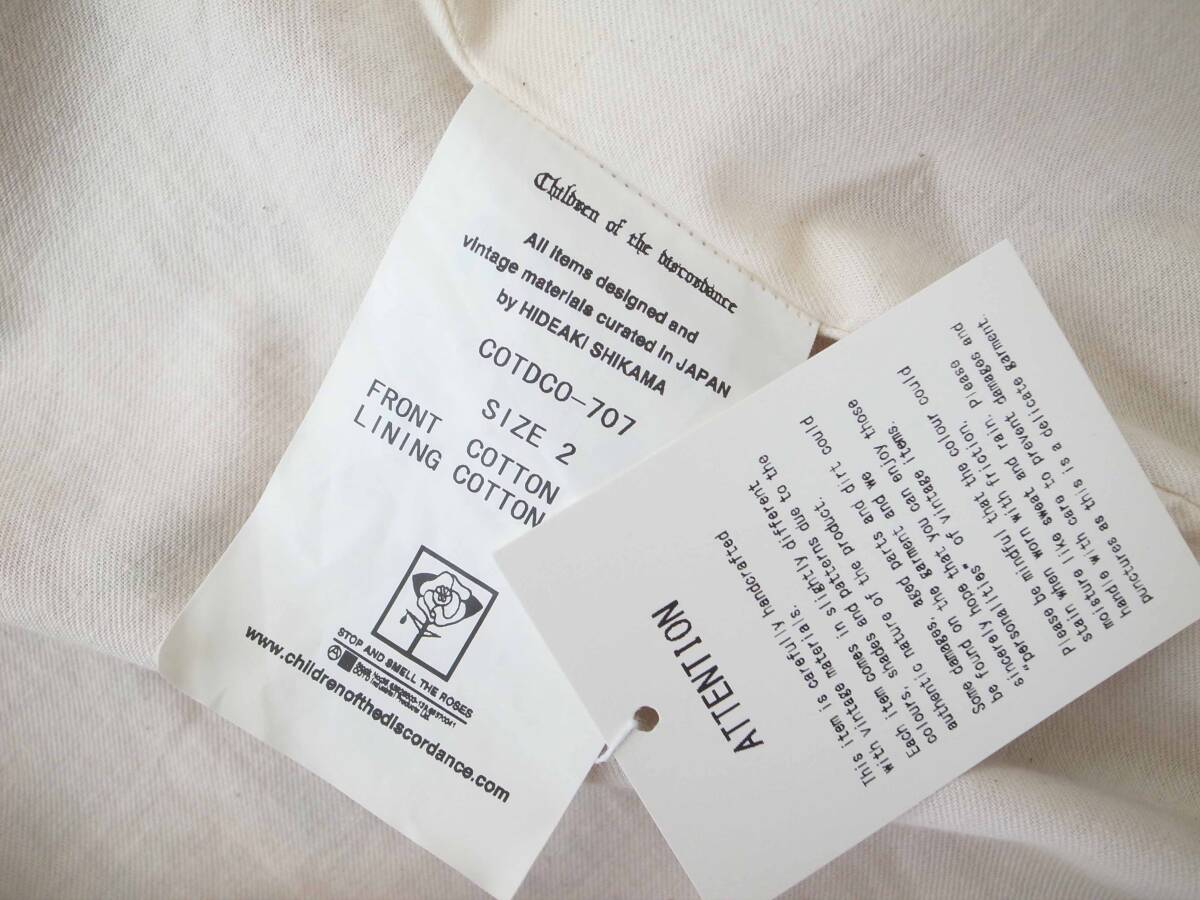 Children of the discordance
All items designed and
vintage materials curated in JAPAN
by HIDEAKI SHIKAMA
COTDCO-707
SIZE 2
FRONT COTTON
LINING COTTON
STOP AND SMELL THE ROSES
COTD Industrial Products Ltd.
www.childrenofthediscordance.com
ATTENTION
This item is carefully handcrafted
with vintage materials.
Each item comes in slightly different
colours, shades and patterns due to the
authentic nature of the product.
Some damages, aged parts and dirt could
be found on the garment and we
sincerely hope that you can enjoy those
"personalities" of vintage items.
Please be mindful that the colour could
stain when worn with friction,
moisture like sweat and rain. Please
handle with care to prevent damages and
punctures as this is a delicate garment.